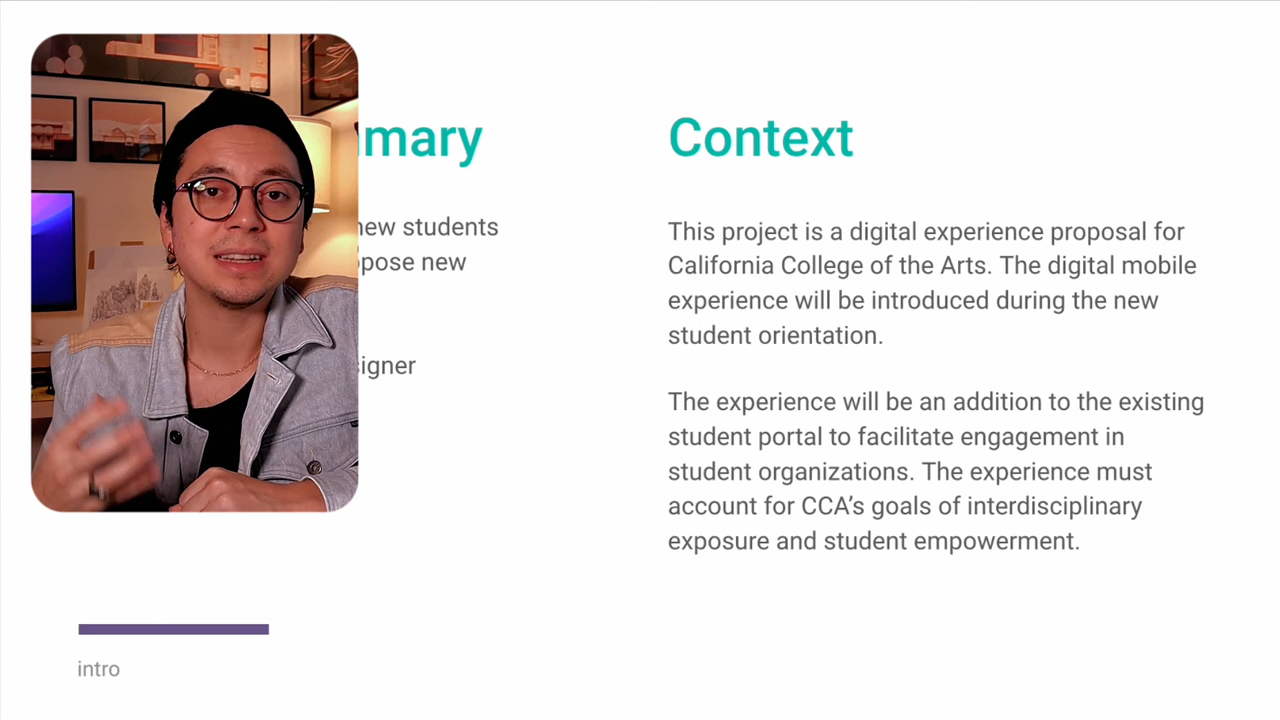 Context
new students
pose new
signer
This project is a digital experience proposal for
California College of the Arts. The digital mobile
experience will be introduced during the new
student orientation.
The experience will be an addition to the existing
student portal to facilitate engagement in
student organizations. The experience must
account for CCA’s goals of interdisciplinary
exposure and student empowerment.
intro